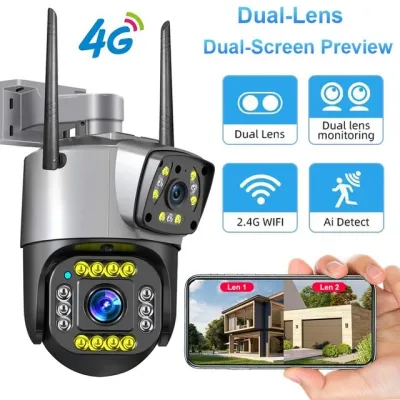 Dual-Lens
4G
Dual-Screen Preview
Dual Lens
Dual lens
monitoring
2.4G WIFI
Ai Detect
Len 1
Len 2